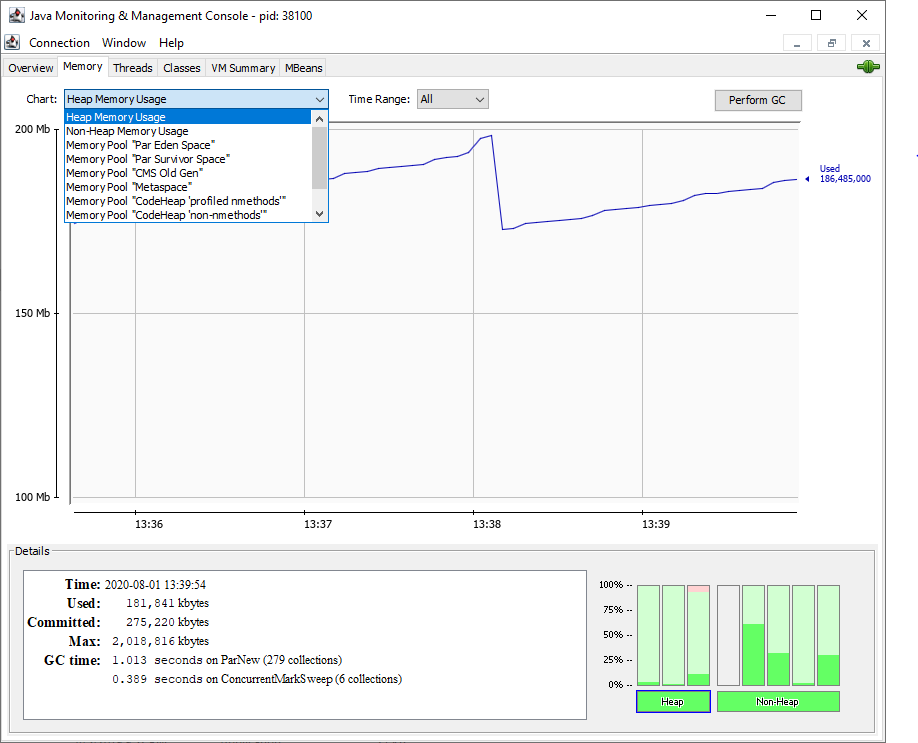 Java Monitoring & Management Console - pid: 38100
Connection Window Help
Overview Memory Threads Classes VM Summary MBeans
Chart: Heap Memory Usage Time Range: All Perform GC
Heap Memory Usage
Non-Heap Memory Usage
Memory Pool "Par Eden Space"
Memory Pool "Par Survivor Space"
Memory Pool "CMS Old Gen"
Memory Pool "Metaspace"
Memory Pool "CodeHeap 'profiled nmethods'"
Memory Pool "CodeHeap 'non-nmethods'"
200 Mb
150 Mb
100 Mb
Used
186,485,000
13:36 13:37 13:38 13:39
Details
Time: 2020-08-01 13:39:54
Used: 181,841 kbytes
Committed: 275,220 kbytes
Max: 2,018,816 kbytes
GC time: 1.013 seconds on ParNew (279 collections)
0.389 seconds on ConcurrentMarkSweep (6 collections)
100% --
75% --
50% --
25% --
0% --
Heap Non-Heap